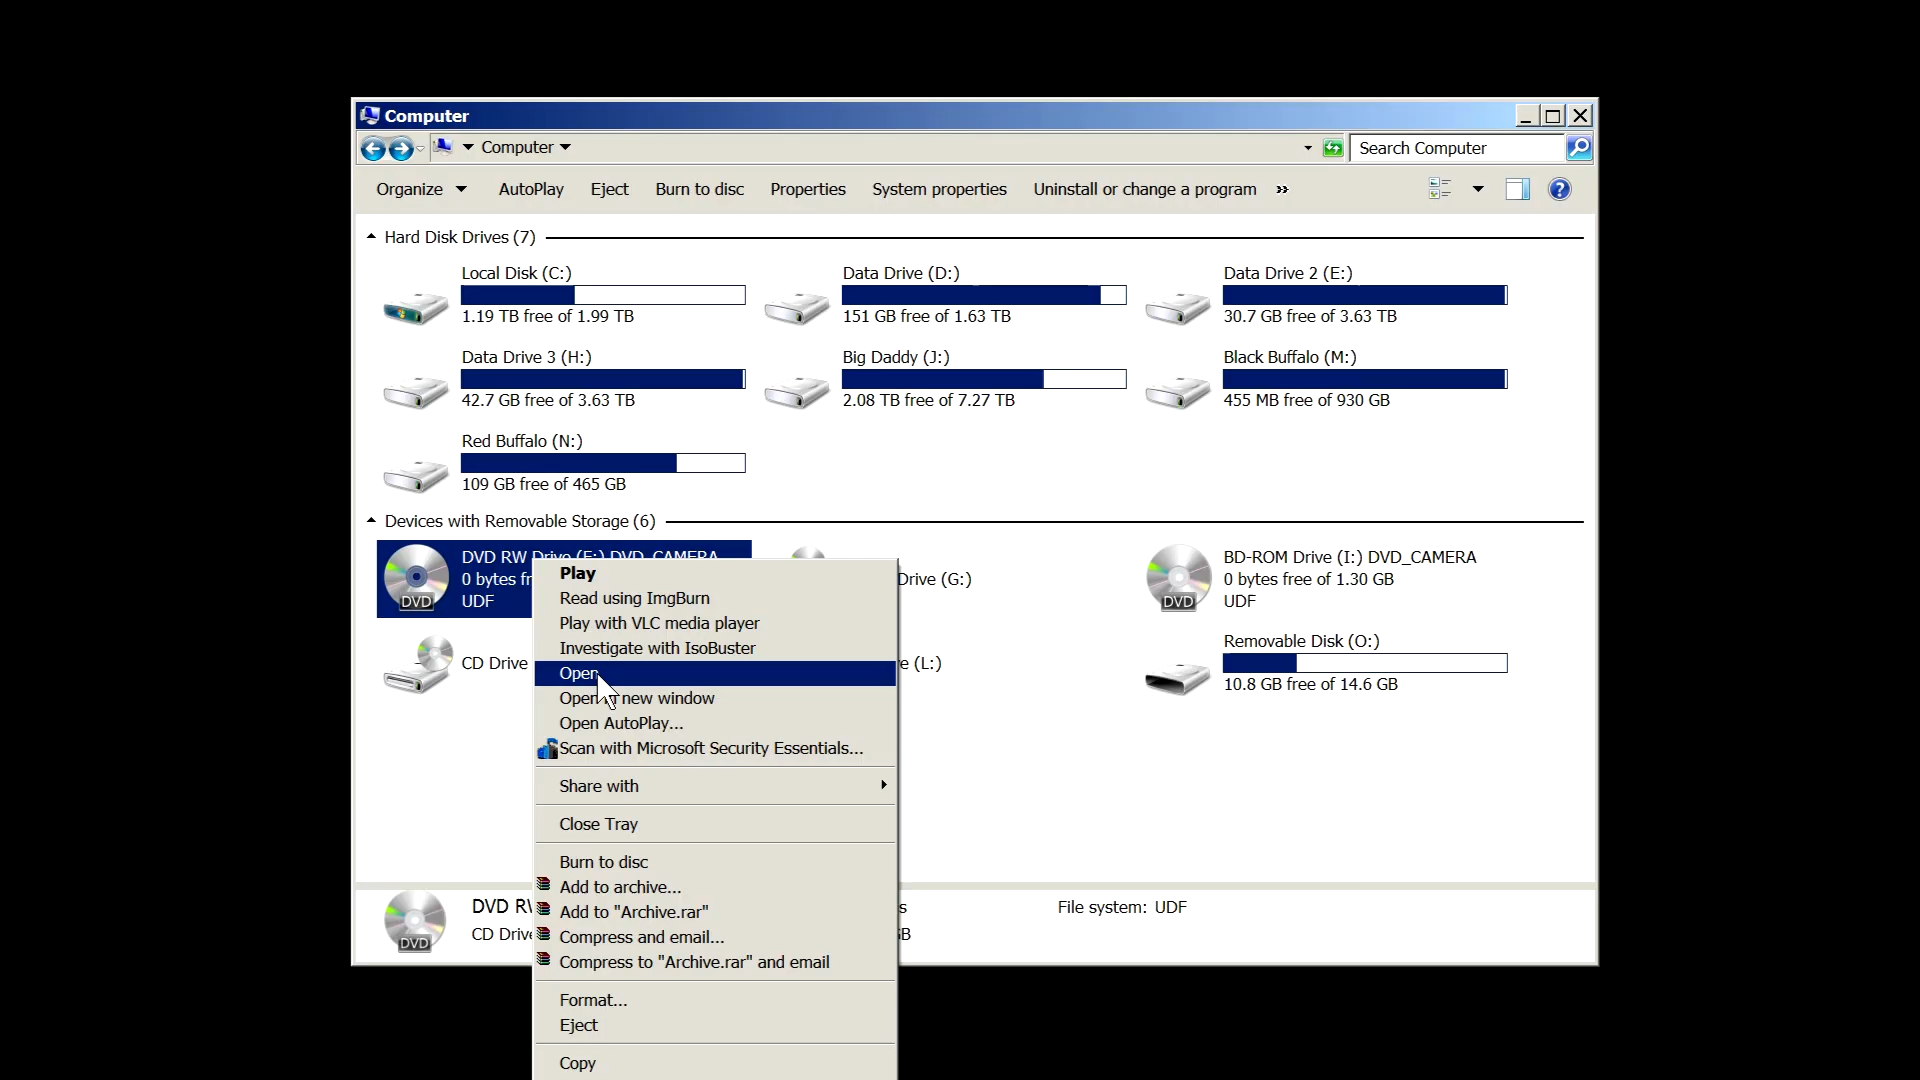 Computer
Computer
Search Computer
Organize AutoPlay Eject Burn to disc Properties System properties Uninstall or change a program »
Hard Disk Drives (7)
Local Disk (C:)
1.19 TB free of 1.99 TB
Data Drive (D:)
151 GB free of 1.63 TB
Data Drive 2 (E:)
30.7 GB free of 3.63 TB
Data Drive 3 (H:)
42.7 GB free of 3.63 TB
Big Daddy (J:)
2.08 TB free of 7.27 TB
Black Buffalo (M:)
455 MB free of 930 GB
Red Buffalo (N:)
109 GB free of 465 GB
Devices with Removable Storage (6)
DVD RW Drive (F:) DVD_CAMERA
0 bytes
UDF
DVD
Drive (G:)
BD-ROM Drive (I:) DVD_CAMERA
0 bytes free of 1.30 GB
UDF
DVD
CD Drive
(L:)
Removable Disk (O:)
10.8 GB free of 14.6 GB
Play
Read using ImgBurn
Play with VLC media player
Investigate with IsoBuster
Open
Open in new window
Open AutoPlay...
Scan with Microsoft Security Essentials...
Share with
Close Tray
Burn to disc
Add to archive...
Add to "Archive.rar"
Compress and email...
Compress to "Archive.rar" and email
Format...
Eject
Copy
DVD
DVD
CD
File system: UDF